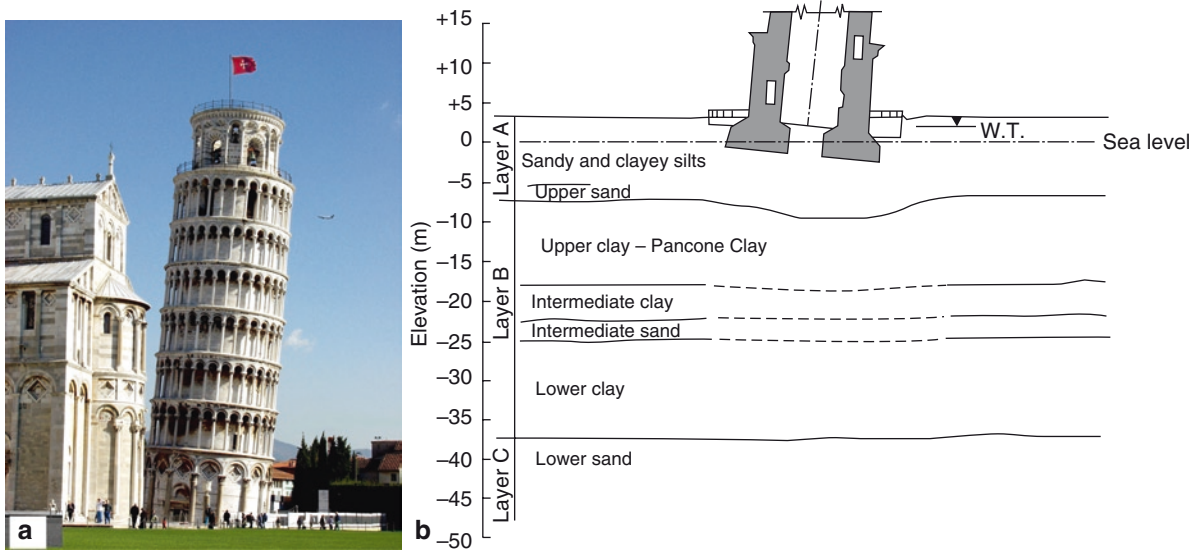 a
b
Elevation (m)
+15
+10
+5
0
−5
−10
−15
−20
−25
−30
−35
−40
−45
−50
Layer A
Layer B
Layer C
W.T.
Sea level
Sandy and clayey silts
Upper sand
Upper clay – Pancone Clay
Intermediate clay
Intermediate sand
Lower clay
Lower sand